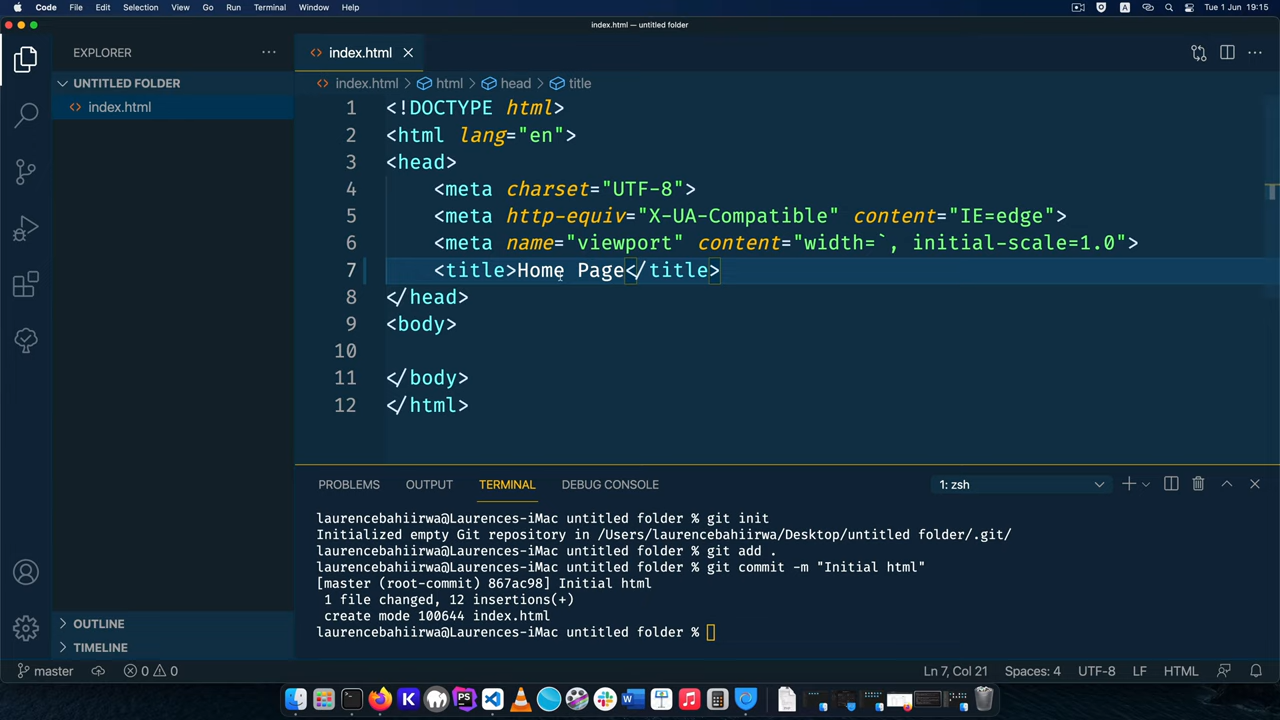 Code File Edit Selection View Go Run Terminal Window Help A Tue 1 Jun 19:15
index.html — untitled folder
EXPLORER
index.html
UNTITLED FOLDER
index.html
index.html > html > head > title
1 <!DOCTYPE html>
2 <html lang="en">
3 <head>
4 <meta charset="UTF-8">
5 <meta http-equiv="X-UA-Compatible" content="IE=edge">
6 <meta name="viewport" content="width=`, initial-scale=1.0">
7 <title>Home Page</title>
8 </head>
9 <body>
10
11 </body>
12 </html>
PROBLEMS OUTPUT TERMINAL DEBUG CONSOLE 1: zsh
laurencebahiirwa@Laurences-iMac untitled folder % git init
Initialized empty Git repository in /Users/laurencebahiirwa/Desktop/untitled folder/.git/
laurencebahiirwa@Laurences-iMac untitled folder % git add .
laurencebahiirwa@Laurences-iMac untitled folder % git commit -m "Initial html"
[master (root-commit) 867ac98] Initial html
1 file changed, 12 insertions(+)
create mode 100644 index.html
laurencebahiirwa@Laurences-iMac untitled folder %
OUTLINE
TIMELINE
master 0 0 Ln 7, Col 21 Spaces: 4 UTF-8 LF HTML
K PS W